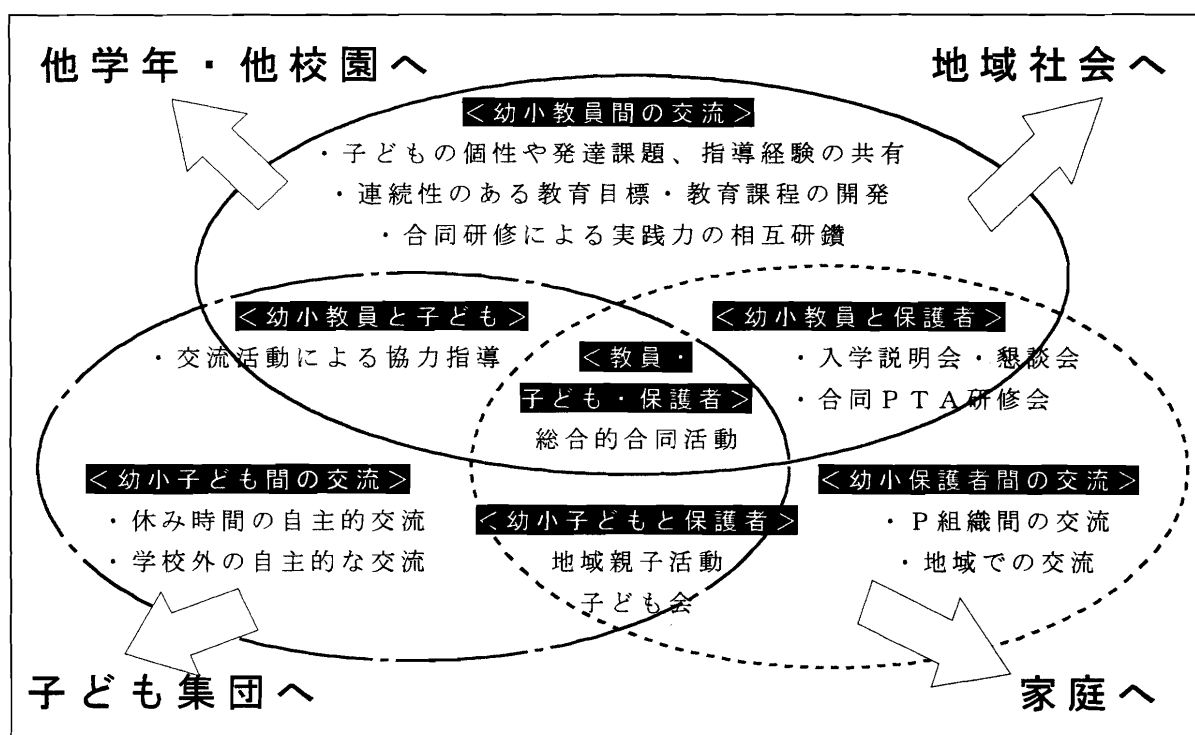 他学年・他校園へ
地域社会へ
<幼小教員間の交流>
・子どもの個性や発達課題、指導経験の共有
・連続性のある教育目標・教育課程の開発
・合同研修による実践力の相互研鑽
<幼小教員と子ども>
・交流活動による協力指導
<教員・
子ども・保護者>
総合的合同活動
<幼小教員と保護者>
・入学説明会・懇談会
・合同PTA研修会
<幼小子ども間の交流>
・休み時間の自主的交流
・学校外の自主的な交流
<幼小子どもと保護者>
地域親子活動
子ども会
<幼小保護者間の交流>
・P組織間の交流
・地域での交流
子ども集団へ
家庭へ